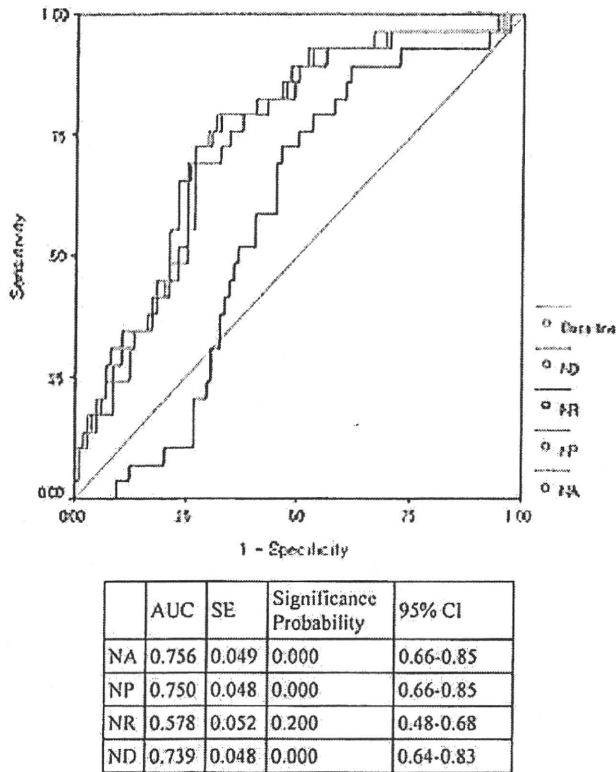 1.00
.75
.50
.25
0.00
Sensitivity
0.00 .25 .50 .75 1.00
1 - Specificity
ND
NR
NP
NA
AUC SE Significance Probability 95% CI
NA 0.756 0.049 0.000 0.66-0.85
NP 0.750 0.048 0.000 0.66-0.85
NR 0.578 0.052 0.200 0.48-0.68
ND 0.739 0.048 0.000 0.64-0.83